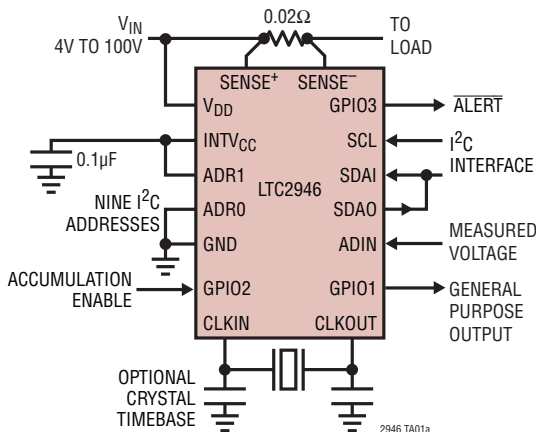 0.02Ω
VIN
4V TO 100V
TO
LOAD
SENSE+ SENSE–
VDD
GPIO3
ALERT
INTVCC
SCL
I2C
INTERFACE
0.1µF
ADR1
LTC2946
SDAI
NINE I2C
ADDRESSES
ADR0
SDAO
GND
ADIN
MEASURED
VOLTAGE
ACCUMULATION
ENABLE
GPIO2
GPIO1
GENERAL
PURPOSE
OUTPUT
CLKIN
CLKOUT
OPTIONAL
CRYSTAL
TIMEBASE
2946 TA01a